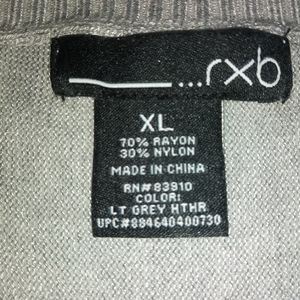 ...rxb
XL
70% RAYON
30% NYLON
MADE IN CHINA
RN#83910
COLOR:
LT GREY HTHR
UPC#884640400730